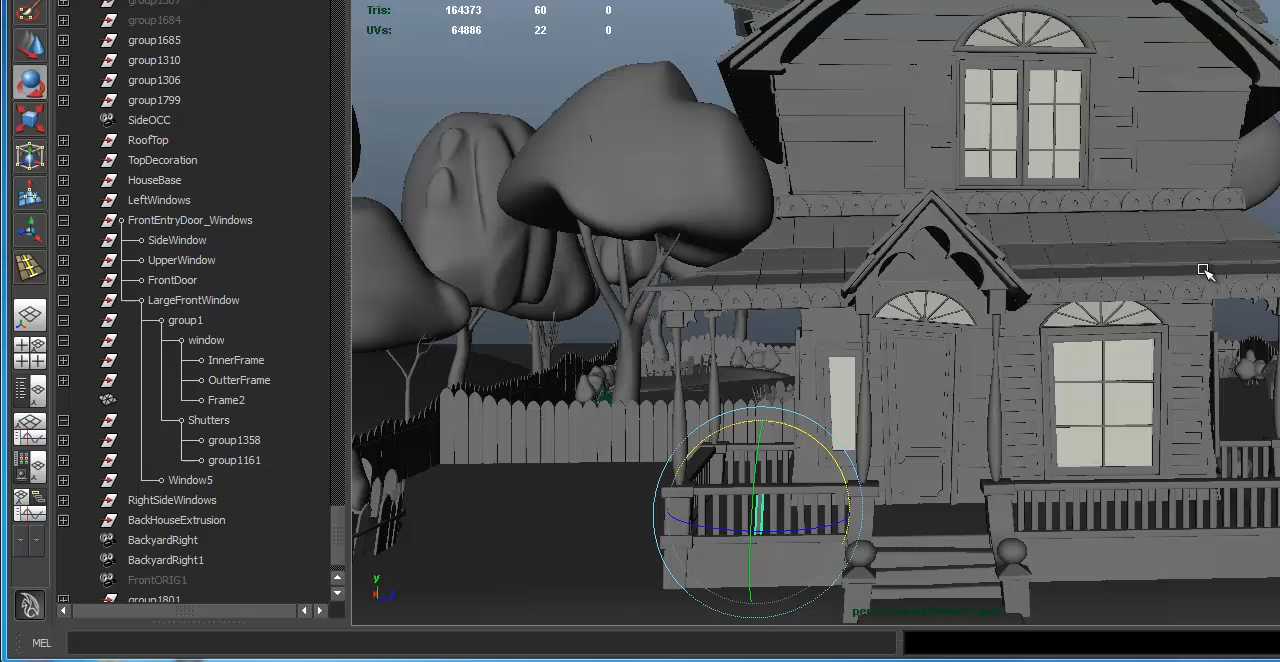 Tris: 164373 60 0
UVs: 64886 22 0
group1684
group1685
group1310
group1306
group1799
SideOCC
RoofTop
TopDecoration
HouseBase
LeftWindows
FrontEntryDoor_Windows
SideWindow
UpperWindow
FrontDoor
LargeFrontWindow
group1
window
InnerFrame
OutterFrame
Frame2
Shutters
group1358
group1161
Window5
RightSideWindows
BackHouseExtrusion
BackyardRight
BackyardRight1
FrontORIG1
group1801
y
MEL